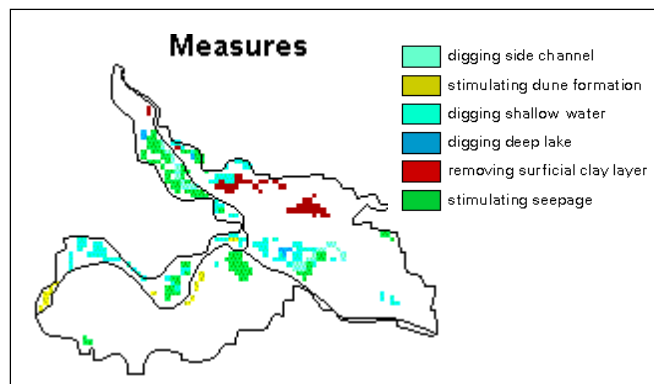 Measures
digging side channel
stimulating dune formation
digging shallow water
digging deep lake
removing surficial clay layer
stimulating seepage